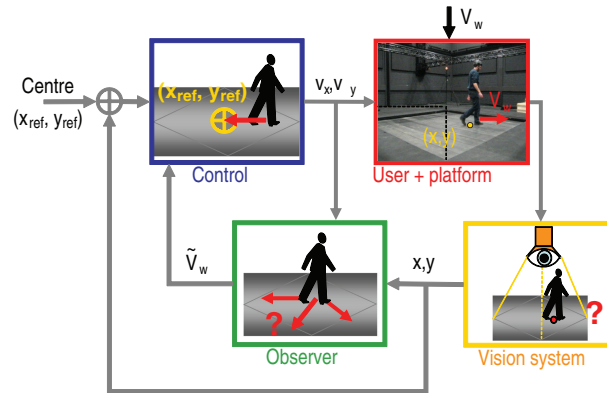 V_w
Centre
(x_ref, y_ref)
(x_ref, y_ref)
v_x, v_y
V_w
(x,y)
Control
User + platform
Ṽ_w
x,y
?
?
Observer
Vision system